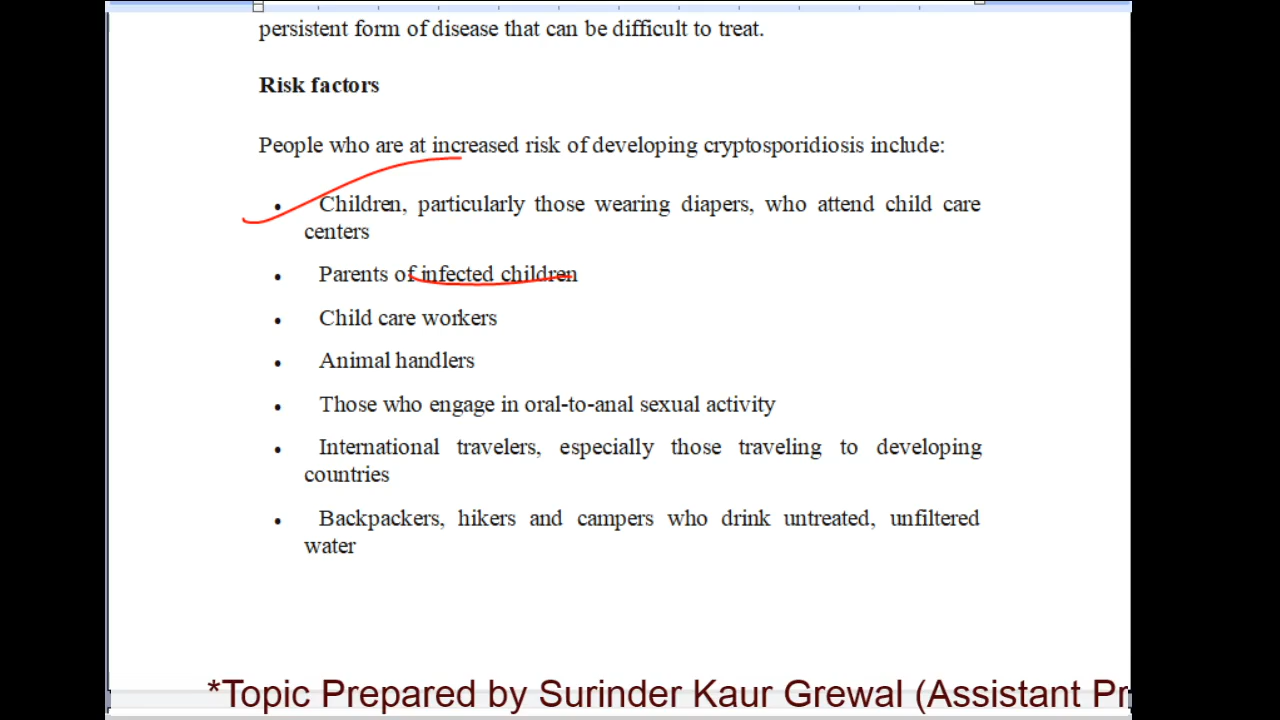 persistent form of disease that can be difficult to treat.
Risk factors
People who are at increased risk of developing cryptosporidiosis include:
• Children, particularly those wearing diapers, who attend child care
centers
• Parents of infected children
• Child care workers
• Animal handlers
• Those who engage in oral-to-anal sexual activity
• International travelers, especially those traveling to developing
countries
• Backpackers, hikers and campers who drink untreated, unfiltered
water
*Topic Prepared by Surinder Kaur Grewal (Assistant Pr